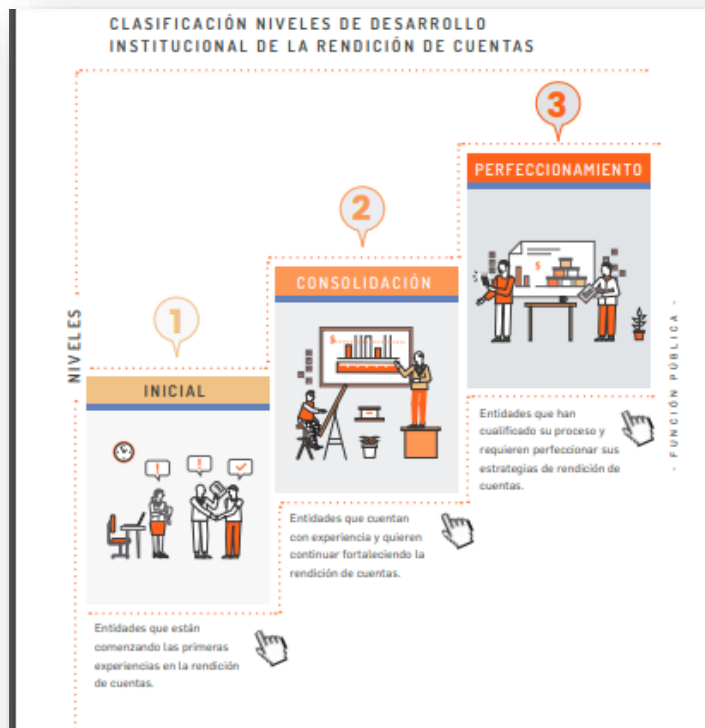 CLASIFICACIÓN NIVELES DE DESARROLLO
INSTITUCIONAL DE LA RENDICIÓN DE CUENTAS
NIVELES
1
INICIAL
Entidades que están
comenzando las primeras
experiencias en la rendición
de cuentas.
2
CONSOLIDACIÓN
$
Entidades que cuentan
con experiencia y quieren
continuar fortaleciendo la
rendición de cuentas.
3
PERFECCIONAMIENTO
$
Entidades que han
cualificado su proceso y
requieren perfeccionar sus
estrategias de rendición de
cuentas.
- FUNCIÓN PÚBLICA -